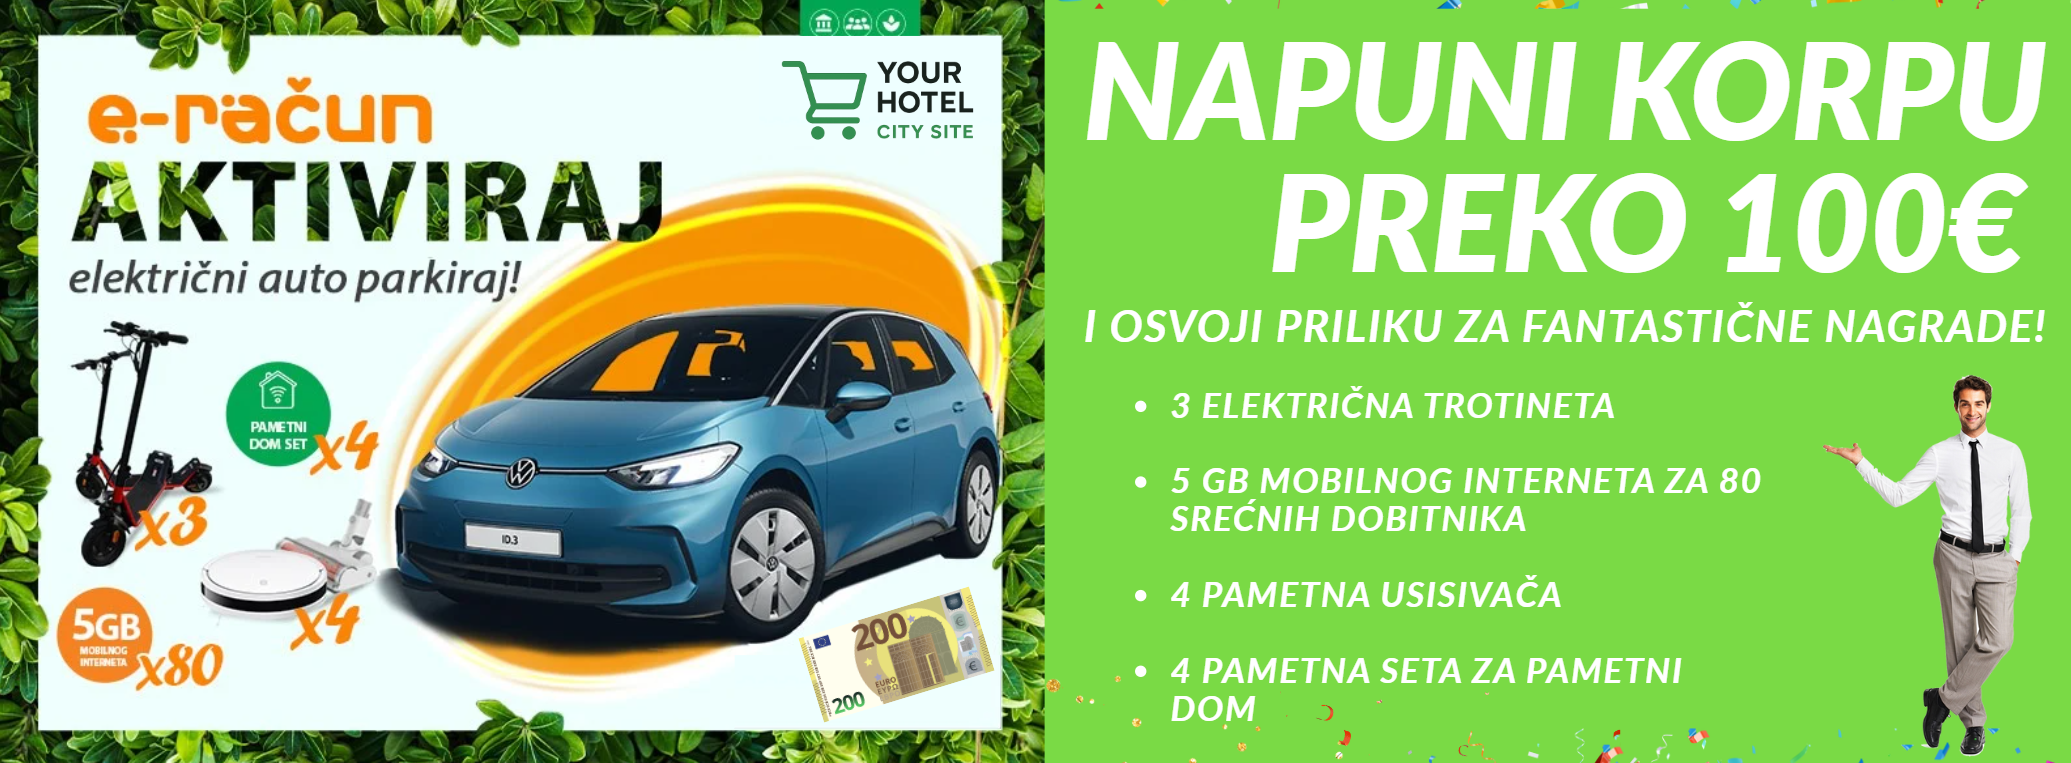 e-račun
AKTIVIRAJ
električni auto parkiraj!
YOUR
HOTEL
CITY SITE
PAMETNI
DOM SET
x4
x3
x4
5GB
MOBILNOG
INTERNETA
x80
ID.3
200
EURO
ΕΥΡΩ
200
NAPUNI KORPU
PREKO 100€
I OSVOJI PRILIKU ZA FANTASTIČNE NAGRADE!
• 3 ELEKTRIČNA TROTINETA
• 5 GB MOBILNOG INTERNETA ZA 80
SREĆNIH DOBITNIKA
• 4 PAMETNA USISIVAČA
• 4 PAMETNA SETA ZA PAMETNI
DOM